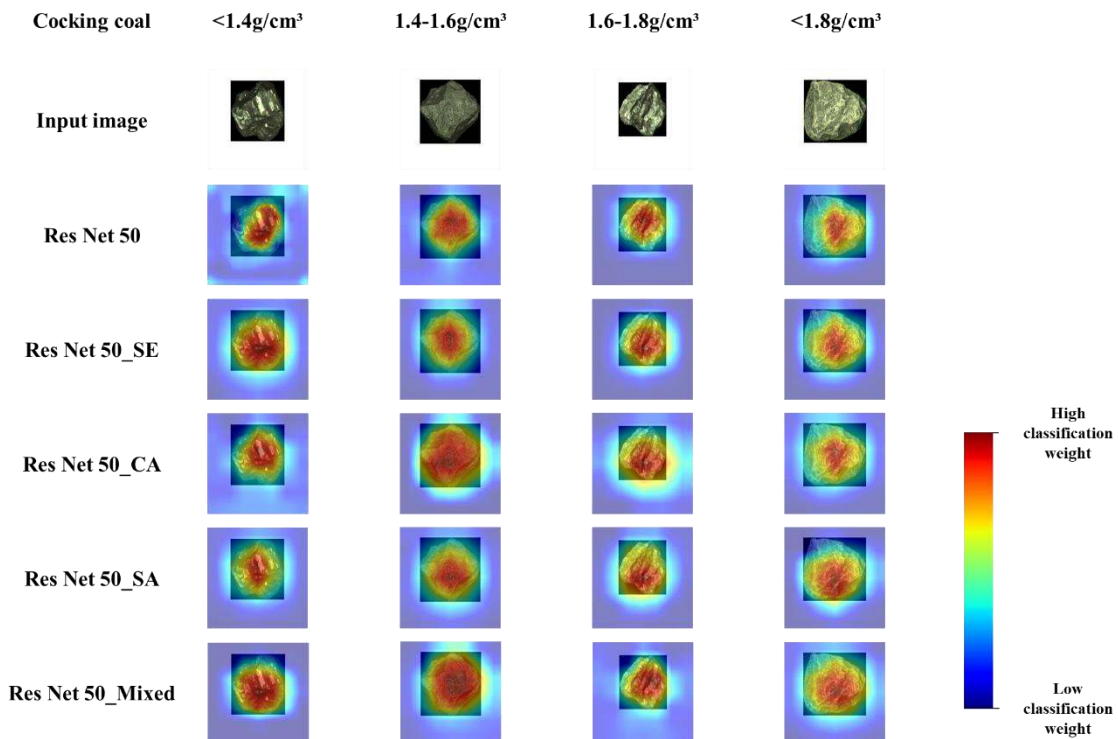 Cocking coal <1.4g/cm³ 1.4-1.6g/cm³ 1.6-1.8g/cm³ <1.8g/cm³
Input image
Res Net 50
Res Net 50_SE
Res Net 50_CA
Res Net 50_SA
Res Net 50_Mixed
High
classification
weight
Low
classification
weight